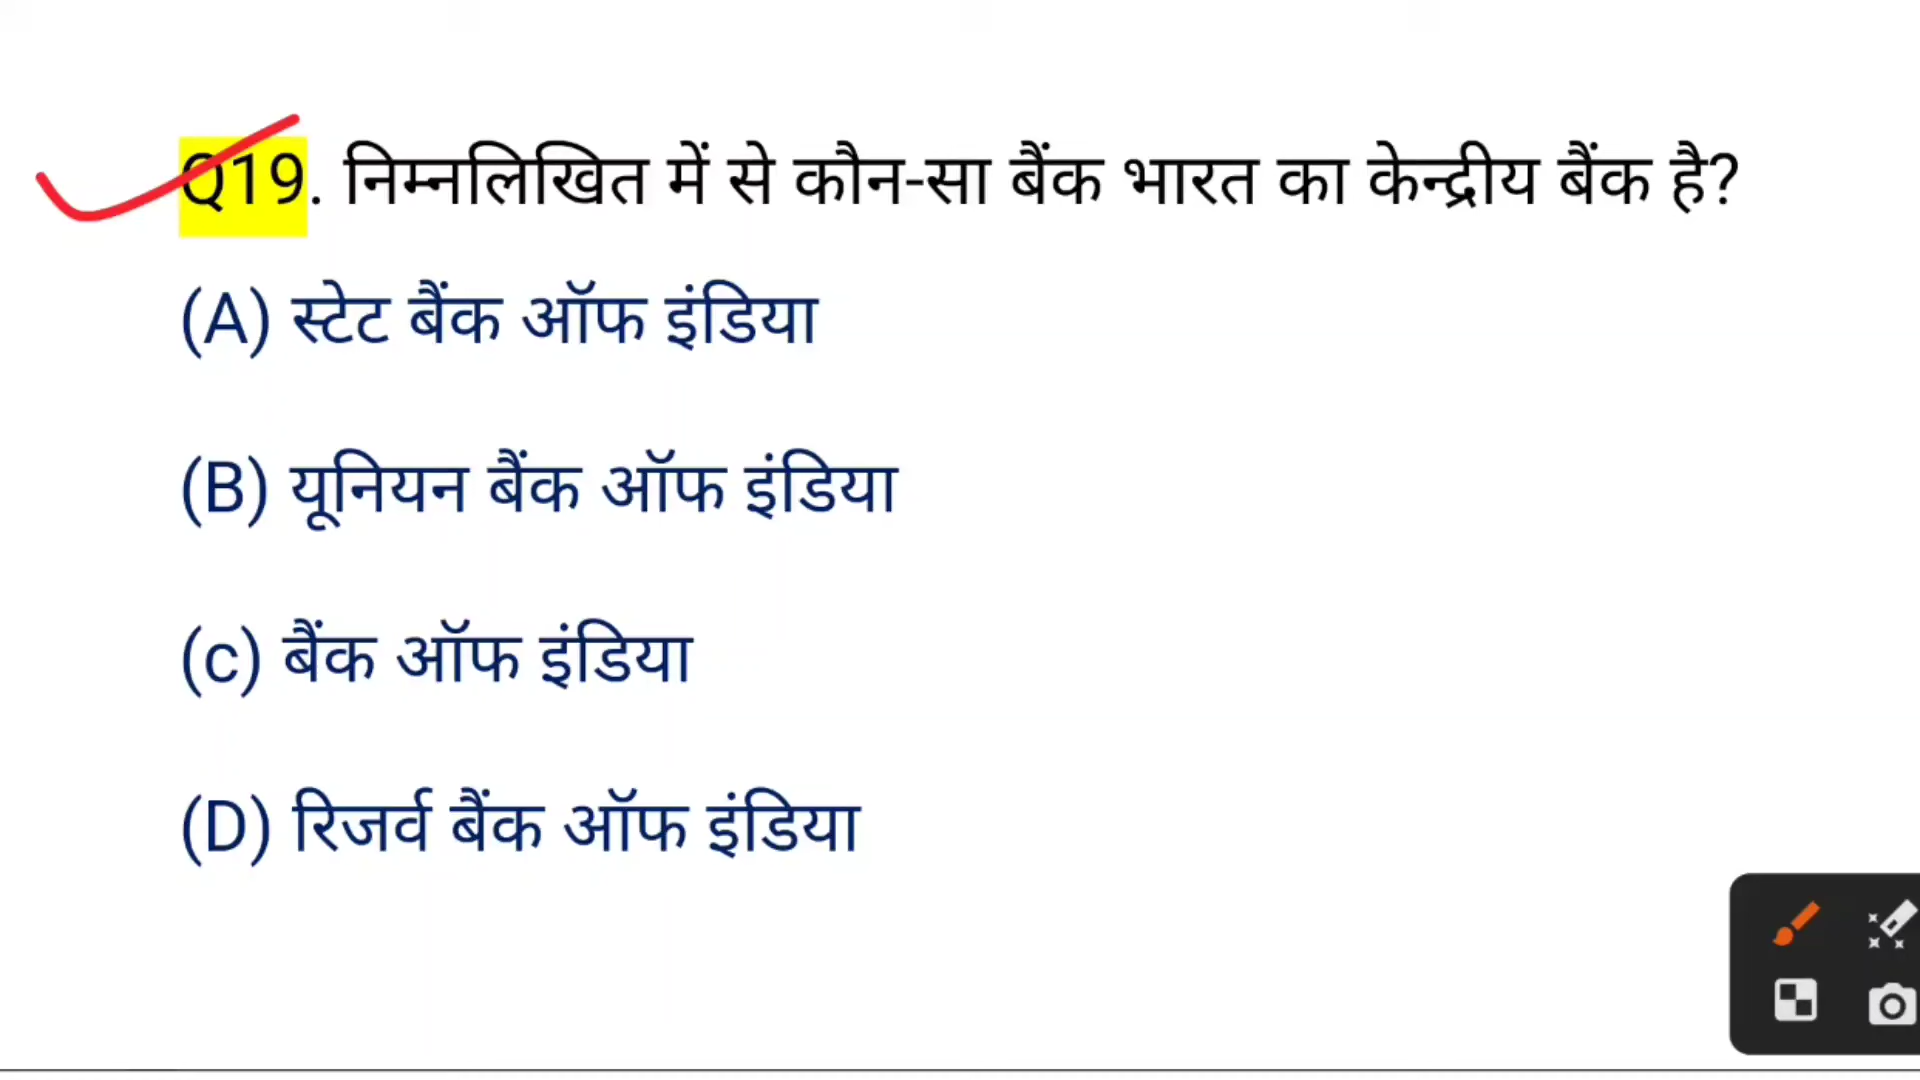 Q19. निम्नलिखित में से कौन-सा बैंक भारत का केन्द्रीय बैंक है?
(A) स्टेट बैंक ऑफ इंडिया
(B) यूनियन बैंक ऑफ इंडिया
(c) बैंक ऑफ इंडिया
(D) रिजर्व बैंक ऑफ इंडिया